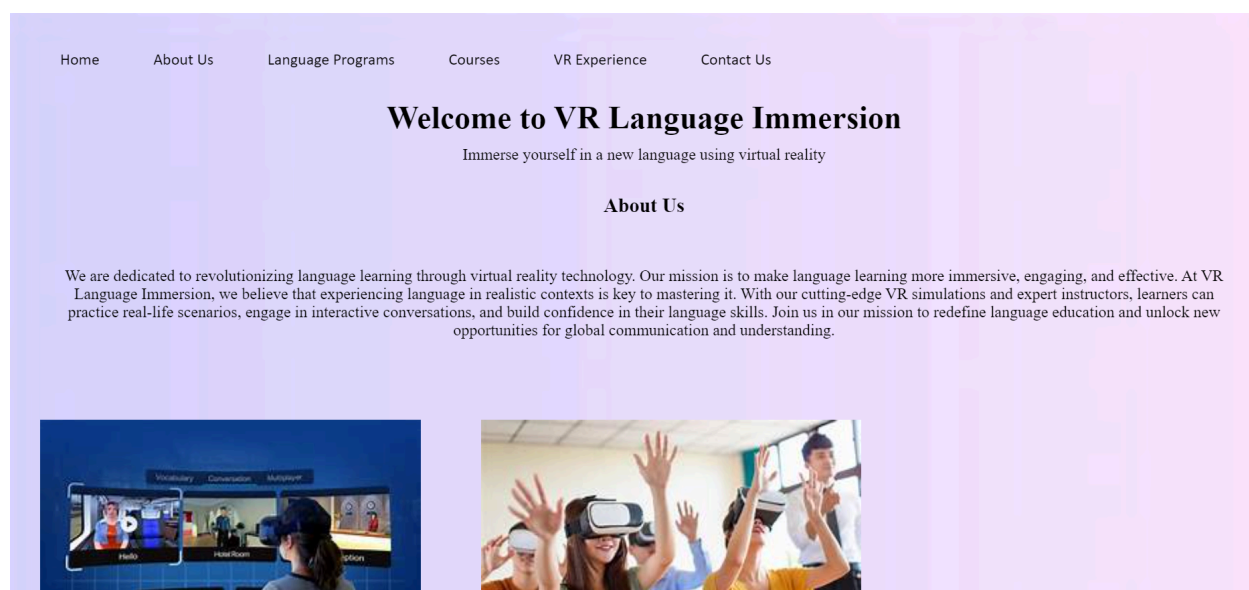 Home About Us Language Programs Courses VR Experience Contact Us
Welcome to VR Language Immersion
Immerse yourself in a new language using virtual reality
About Us
We are dedicated to revolutionizing language learning through virtual reality technology. Our mission is to make language learning more immersive, engaging, and effective. At VR
Language Immersion, we believe that experiencing language in realistic contexts is key to mastering it. With our cutting-edge VR simulations and expert instructors, learners can
practice real-life scenarios, engage in interactive conversations, and build confidence in their language skills. Join us in our mission to redefine language education and unlock new
opportunities for global communication and understanding.
Vocabulary Conversation Multiplayer
Hello Hotel Room